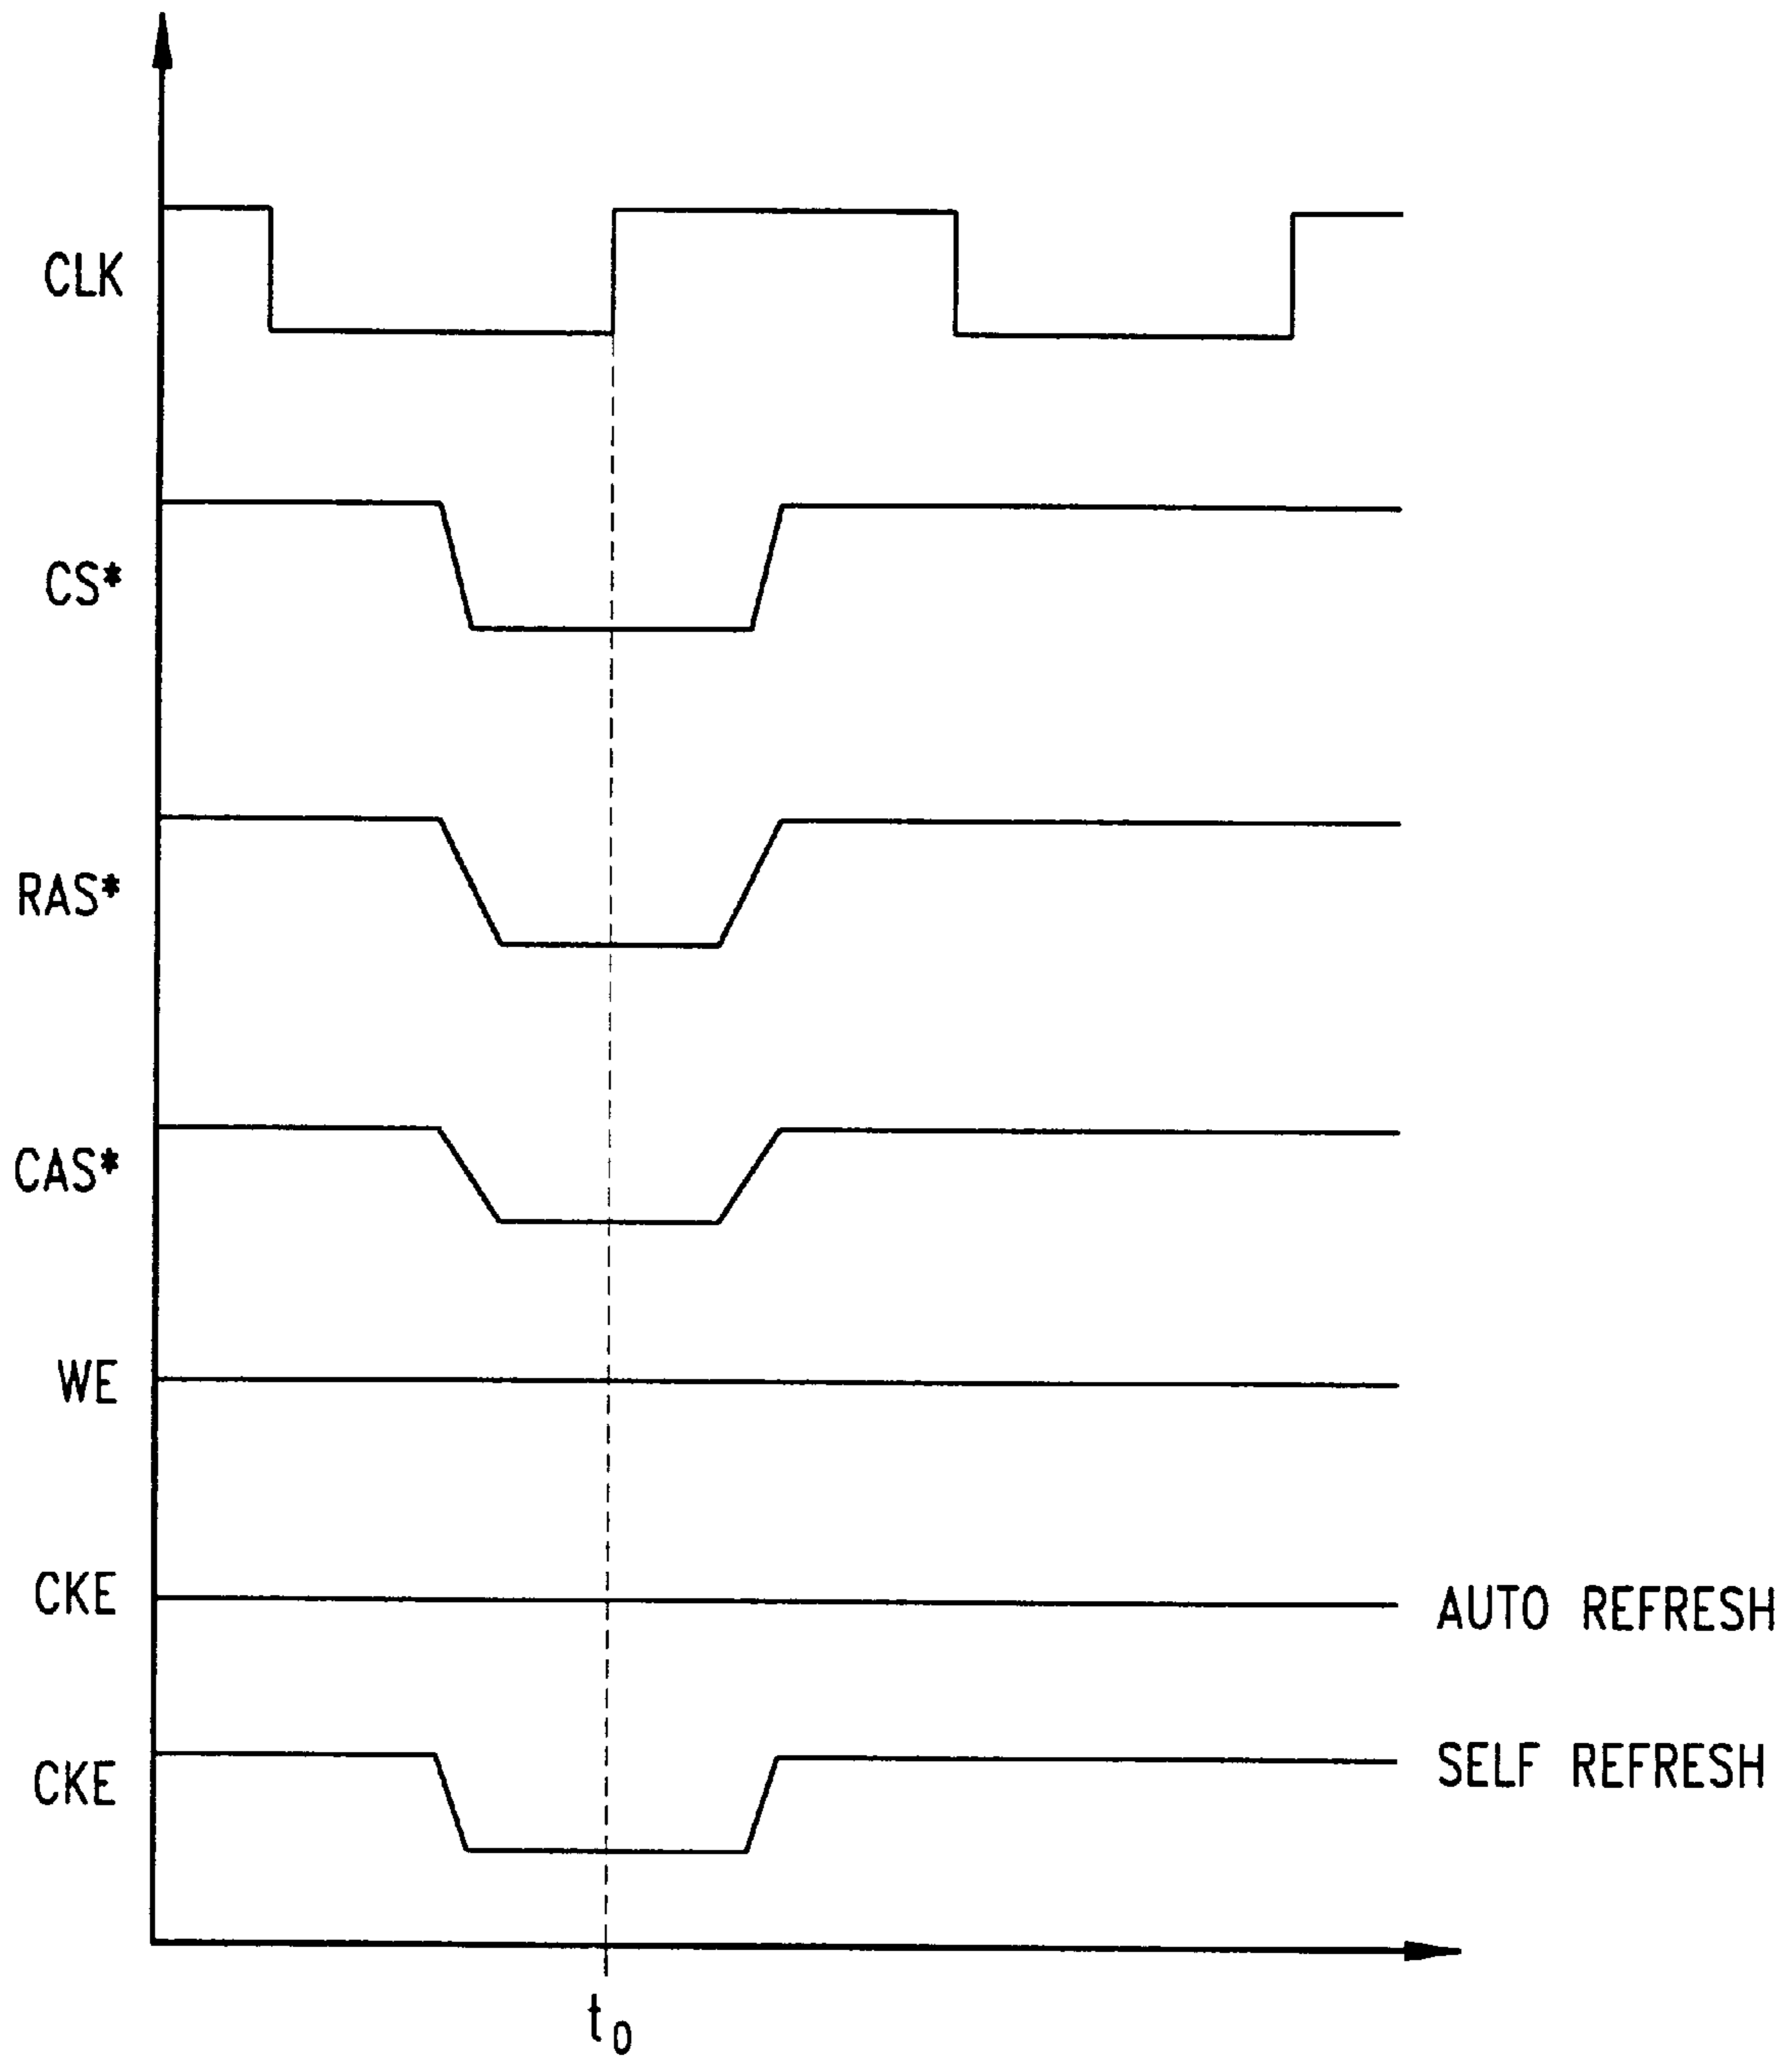 CLK
CS*
RAS*
CAS*
WE
CKE
AUTO REFRESH
CKE
SELF REFRESH
t0